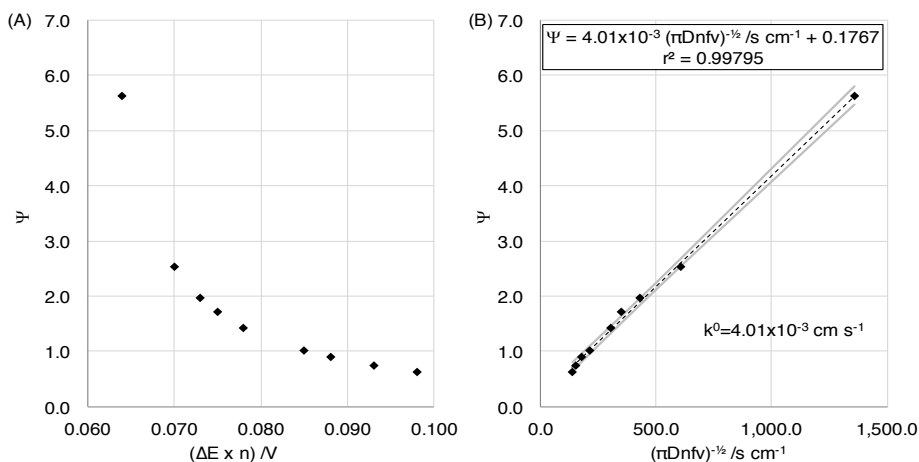 (A)
7.0
6.0
5.0
4.0
3.0
2.0
1.0
0.0
Ψ
0.060 0.070 0.080 0.090 0.100
(ΔE x n) /V
(B)
Ψ = 4.01x10⁻³ (πDnfv)⁻½ /s cm⁻¹ + 0.1767
r² = 0.99795
7.0
6.0
5.0
4.0
3.0
2.0
1.0
0.0
Ψ
k⁰=4.01x10⁻³ cm s⁻¹
0.0 500.0 1,000.0 1,500.0
(πDnfv)⁻½ /s cm⁻¹